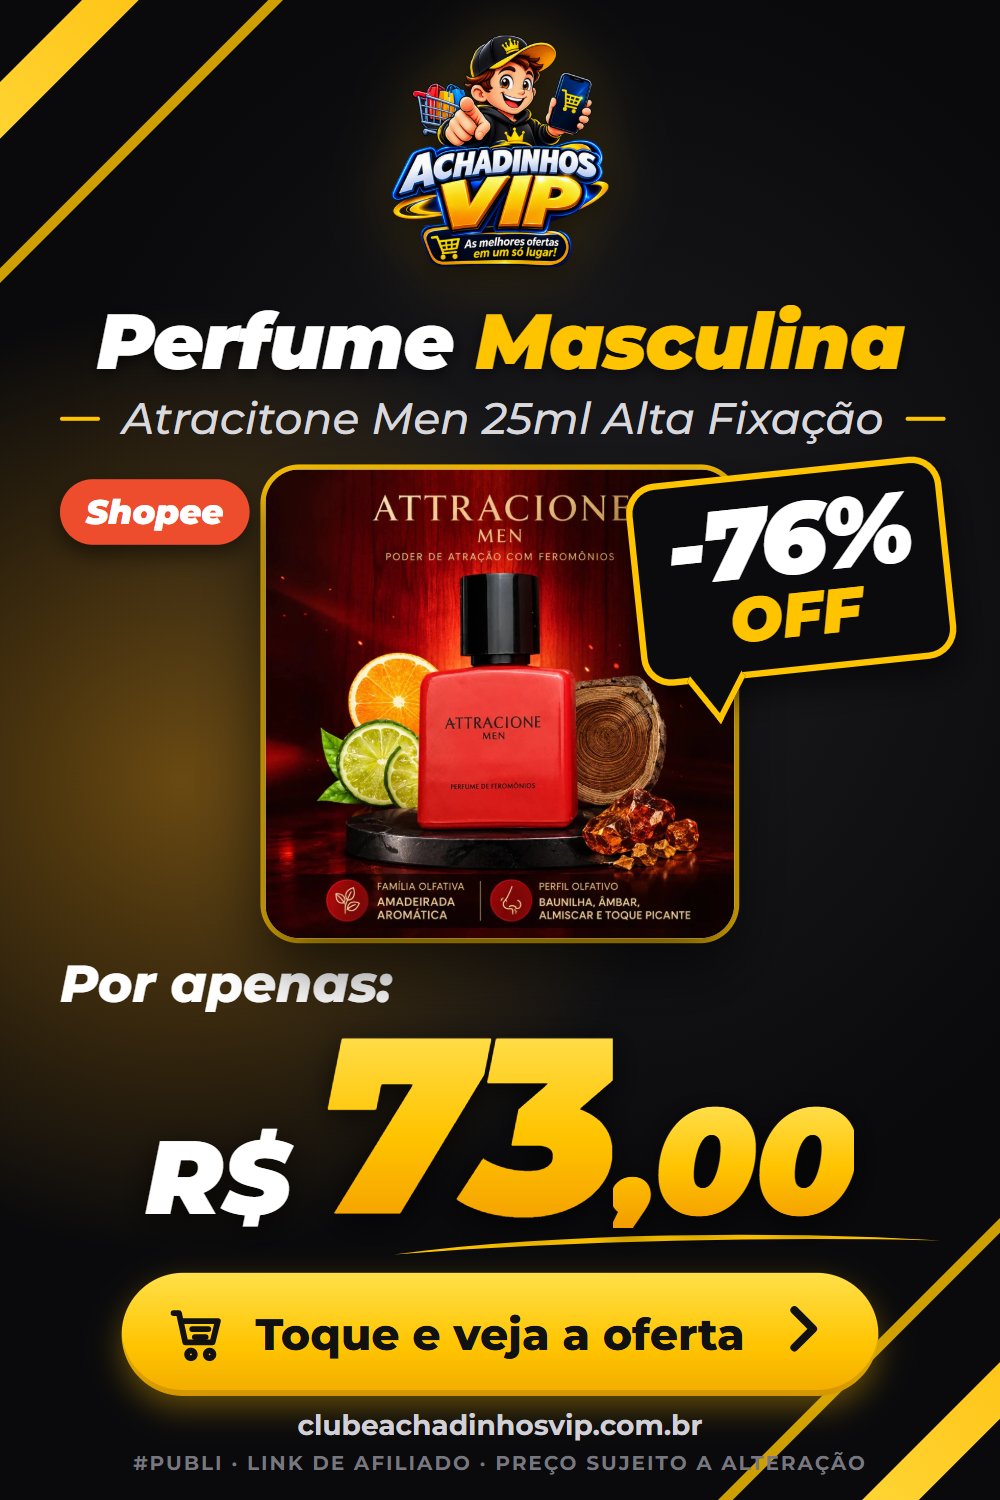 ACHADINHOS
VIP
As melhores ofertas
em um só lugar!
Perfume Masculina
Atracitone Men 25ml Alta Fixação
Shopee
-76%
OFF
ATTRACIONE
MEN
PODER DE ATRAÇÃO COM FEROMÔNIOS
ATTRACIONE
MEN
PERFUME DE FEROMÔNIOS
FAMÍLIA OLFATIVA
AMADEIRADA
AROMÁTICA
PERFIL OLFATIVO
BAUNILHA, ÂMBAR,
ALMISCAR E TOQUE PICANTE
Por apenas:
R$ 73,00
Toque e veja a oferta
clubeachadinhosvip.com.br
#PUBLI · LINK DE AFILIADO · PREÇO SUJEITO A ALTERAÇÃO